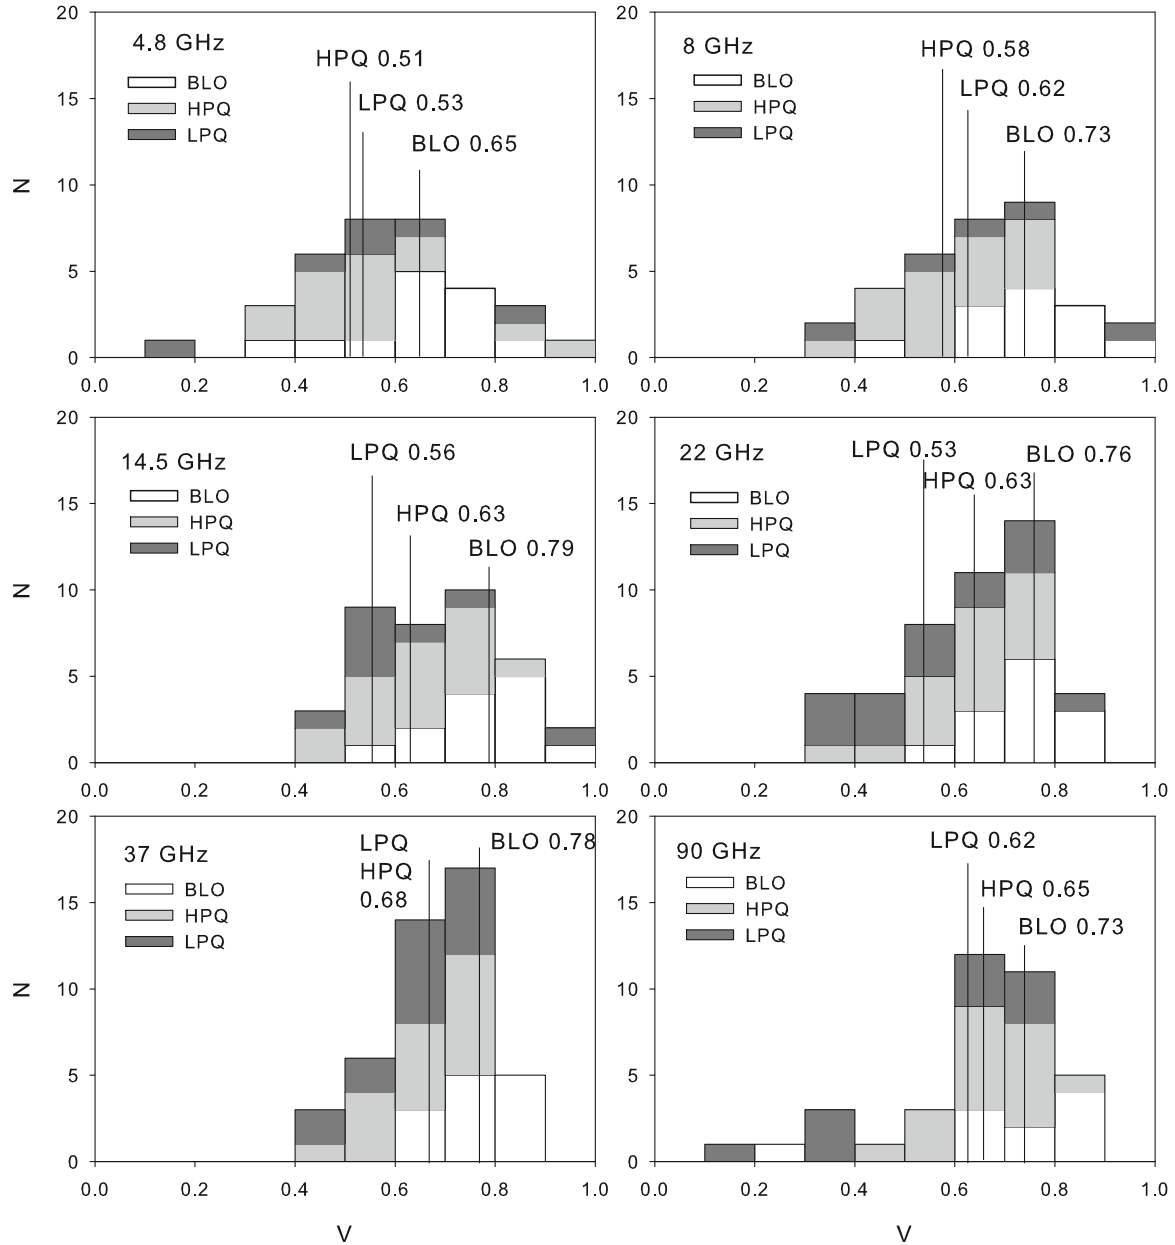 4.8 GHz
BLO
HPQ
LPQ
HPQ 0.51
LPQ 0.53
BLO 0.65
N
20
15
10
5
0
0.0 0.2 0.4 0.6 0.8 1.0
8 GHz
BLO
HPQ
LPQ
HPQ 0.58
LPQ 0.62
BLO 0.73
20
15
10
5
0
0.0 0.2 0.4 0.6 0.8 1.0
14.5 GHz
BLO
HPQ
LPQ
LPQ 0.56
HPQ 0.63
BLO 0.79
N
20
15
10
5
0
0.0 0.2 0.4 0.6 0.8 1.0
22 GHz
BLO
HPQ
LPQ
LPQ 0.53
HPQ 0.63
BLO 0.76
20
15
10
5
0
0.0 0.2 0.4 0.6 0.8 1.0
37 GHz
BLO
HPQ
LPQ
LPQ
HPQ
0.68
BLO 0.78
N
20
15
10
5
0
0.0 0.2 0.4 0.6 0.8 1.0
V
90 GHz
BLO
HPQ
LPQ
LPQ 0.62
HPQ 0.65
BLO 0.73
20
15
10
5
0
0.0 0.2 0.4 0.6 0.8 1.0
V